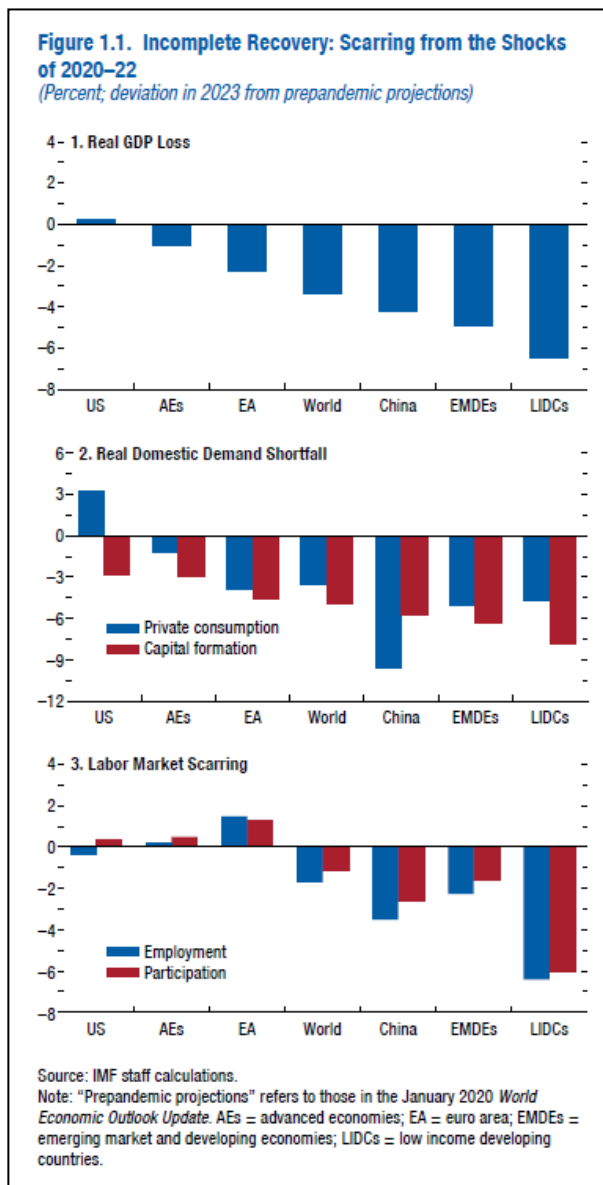 Figure 1.1. Incomplete Recovery: Scarring from the Shocks
of 2020–22
(Percent; deviation in 2023 from prepandemic projections)
4
1. Real GDP Loss
2
0
–2
–4
–6
–8
US AEs EA World China EMDEs LIDCs
6
2. Real Domestic Demand Shortfall
3
0
–3
–6
–9
–12
Private consumption
Capital formation
US AEs EA World China EMDEs LIDCs
4
3. Labor Market Scarring
2
0
–2
–4
–6
–8
Employment
Participation
US AEs EA World China EMDEs LIDCs
Source: IMF staff calculations.
Note: “Prepandemic projections” refers to those in the January 2020 World
Economic Outlook Update. AEs = advanced economies; EA = euro area; EMDEs =
emerging market and developing economies; LIDCs = low income developing
countries.